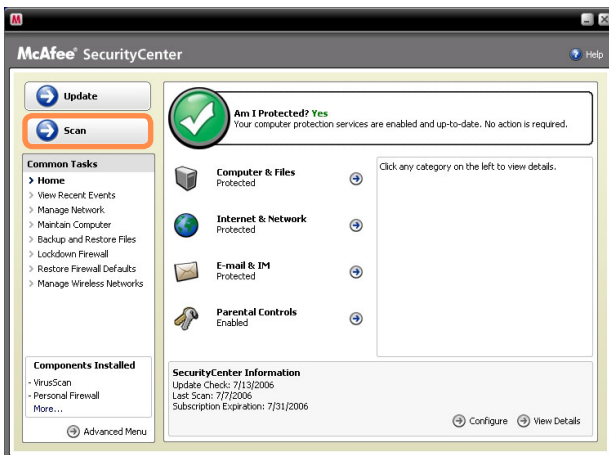 McAfee® SecurityCenter
Help
Update
Scan
Common Tasks
Home
View Recent Events
Manage Network
Maintain Computer
Backup and Restore Files
Lockdown Firewall
Restore Firewall Defaults
Manage Wireless Networks
Components Installed
- VirusScan
- Personal Firewall
More...
Advanced Menu
Am I Protected? Yes
Your computer protection services are enabled and up-to-date. No action is required.
Computer & Files
Protected
Internet & Network
Protected
E-mail & IM
Protected
Parental Controls
Enabled
Click any category on the left to view details.
SecurityCenter Information
Update Check: 7/13/2006
Last Scan: 7/7/2006
Subscription Expiration: 7/31/2006
Configure
View Details